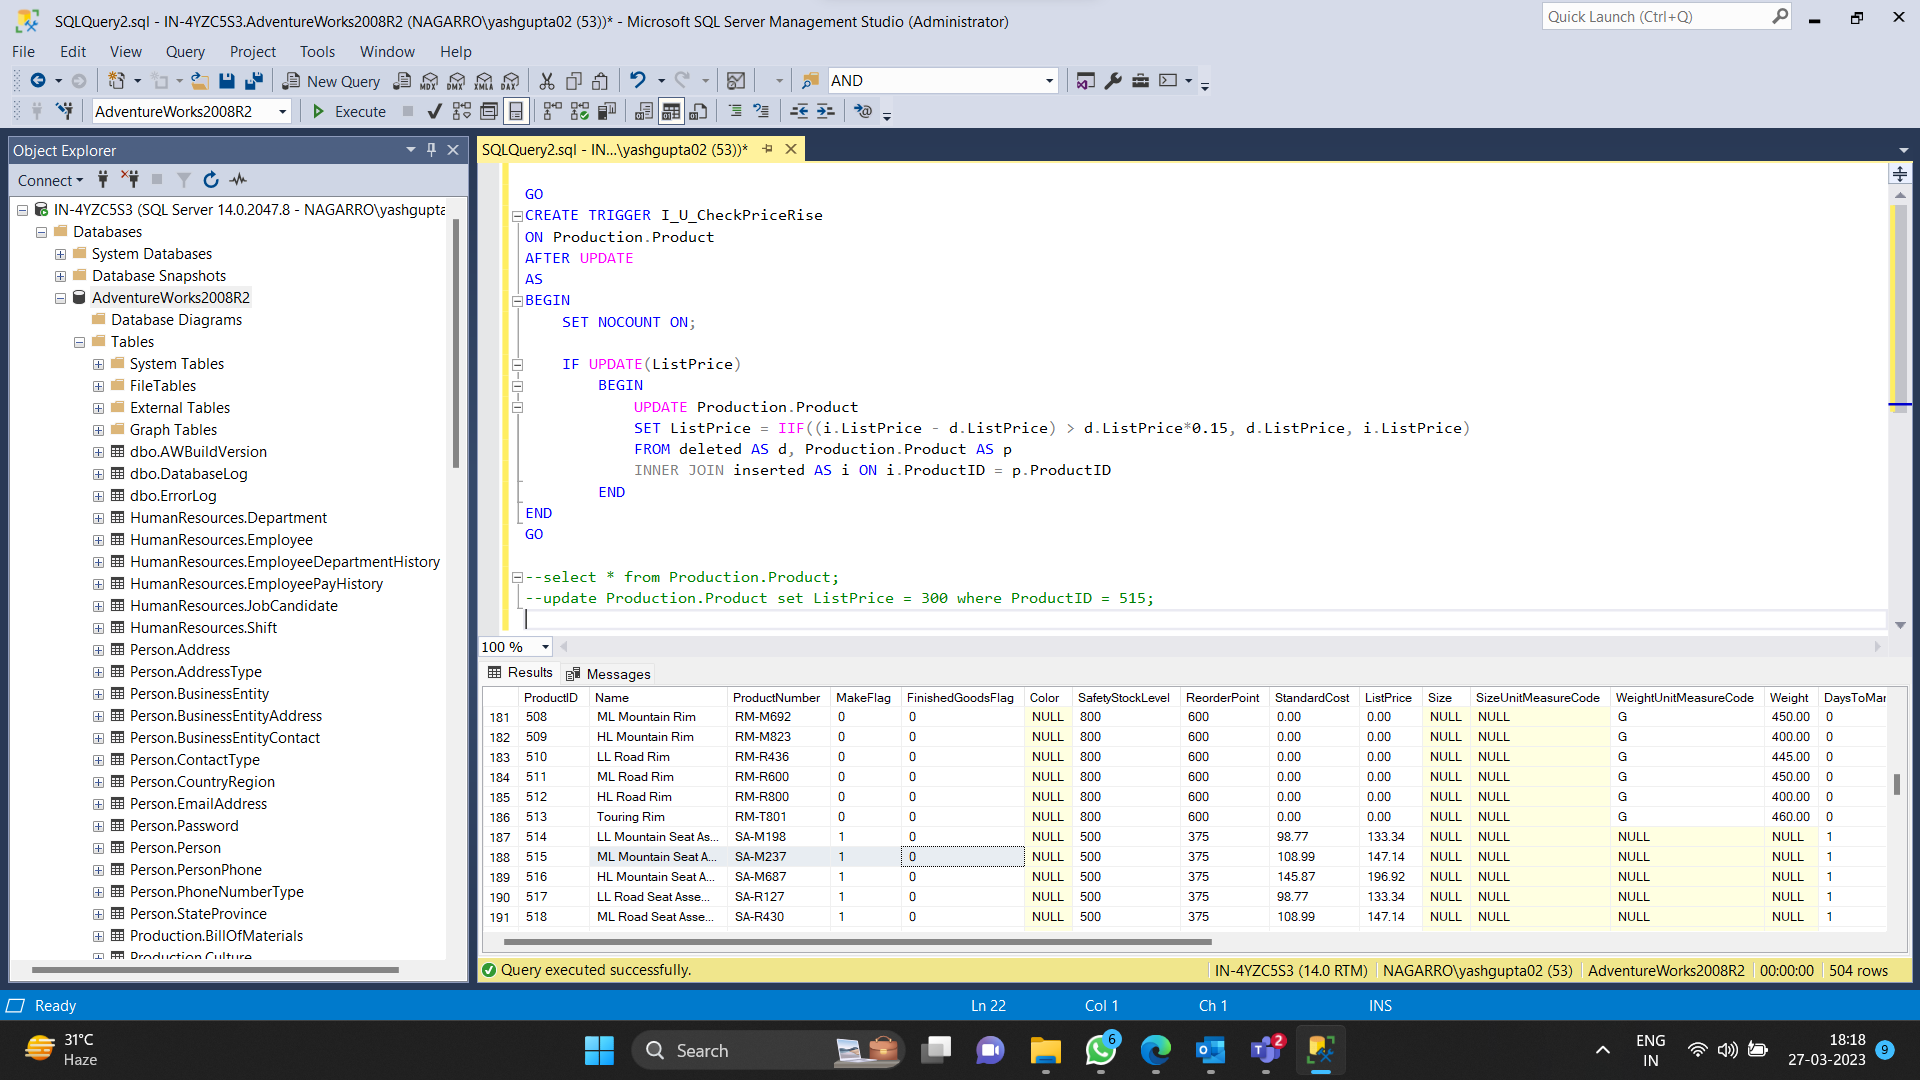 SQLQuery2.sql - IN-4YZC5S3.AdventureWorks2008R2 (NAGARRO\yashgupta02 (53))* - Microsoft SQL Server Management Studio (Administrator)
Quick Launch (Ctrl+Q)
File Edit View Query Project Tools Window Help
New Query MDX DMX XMLA DAX AND
AdventureWorks2008R2 Execute
Object Explorer
Connect
IN-4YZC5S3 (SQL Server 14.0.2047.8 - NAGARRO\yashgupta
Databases
System Databases
Database Snapshots
AdventureWorks2008R2
Database Diagrams
Tables
System Tables
FileTables
External Tables
Graph Tables
dbo.AWBuildVersion
dbo.DatabaseLog
dbo.ErrorLog
HumanResources.Department
HumanResources.Employee
HumanResources.EmployeeDepartmentHistory
HumanResources.EmployeePayHistory
HumanResources.JobCandidate
HumanResources.Shift
Person.Address
Person.AddressType
Person.BusinessEntity
Person.BusinessEntityAddress
Person.BusinessEntityContact
Person.ContactType
Person.CountryRegion
Person.EmailAddress
Person.Password
Person.Person
Person.PersonPhone
Person.PhoneNumberType
Person.StateProvince
Production.BillOfMaterials
Production.Culture
SQLQuery2.sql - IN...\yashgupta02 (53))*
GO
CREATE TRIGGER I_U_CheckPriceRise
ON Production.Product
AFTER UPDATE
AS
BEGIN
SET NOCOUNT ON;
IF UPDATE(ListPrice)
BEGIN
UPDATE Production.Product
SET ListPrice = IIF((i.ListPrice - d.ListPrice) > d.ListPrice*0.15, d.ListPrice, i.ListPrice)
FROM deleted AS d, Production.Product AS p
INNER JOIN inserted AS i ON i.ProductID = p.ProductID
END
END
GO
--select * from Production.Product;
--update Production.Product set ListPrice = 300 where ProductID = 515;
100 %
Results Messages
ProductID Name ProductNumber MakeFlag FinishedGoodsFlag Color SafetyStockLevel ReorderPoint StandardCost ListPrice Size SizeUnitMeasureCode WeightUnitMeasureCode Weight DaysToMar
181 508 ML Mountain Rim RM-M692 0 0 NULL 800 600 0.00 0.00 NULL NULL G 450.00 0
182 509 HL Mountain Rim RM-M823 0 0 NULL 800 600 0.00 0.00 NULL NULL G 400.00 0
183 510 LL Road Rim RM-R436 0 0 NULL 800 600 0.00 0.00 NULL NULL G 445.00 0
184 511 ML Road Rim RM-R600 0 0 NULL 800 600 0.00 0.00 NULL NULL G 450.00 0
185 512 HL Road Rim RM-R800 0 0 NULL 800 600 0.00 0.00 NULL NULL G 400.00 0
186 513 Touring Rim RM-T801 0 0 NULL 800 600 0.00 0.00 NULL NULL G 460.00 0
187 514 LL Mountain Seat As... SA-M198 1 0 NULL 500 375 98.77 133.34 NULL NULL NULL NULL 1
188 515 ML Mountain Seat A... SA-M237 1 0 NULL 500 375 108.99 147.14 NULL NULL NULL NULL 1
189 516 HL Mountain Seat A... SA-M687 1 0 NULL 500 375 145.87 196.92 NULL NULL NULL NULL 1
190 517 LL Road Seat Asse... SA-R127 1 0 NULL 500 375 98.77 133.34 NULL NULL NULL NULL 1
191 518 ML Road Seat Asse... SA-R430 1 0 NULL 500 375 108.99 147.14 NULL NULL NULL NULL 1
Query executed successfully. IN-4YZC5S3 (14.0 RTM) NAGARRO\yashgupta02 (53) AdventureWorks2008R2 00:00:00 504 rows
Ready Ln 22 Col 1 Ch 1 INS
31°C
Haze
Search
6
2
ENG
IN
18:18
27-03-2023
9